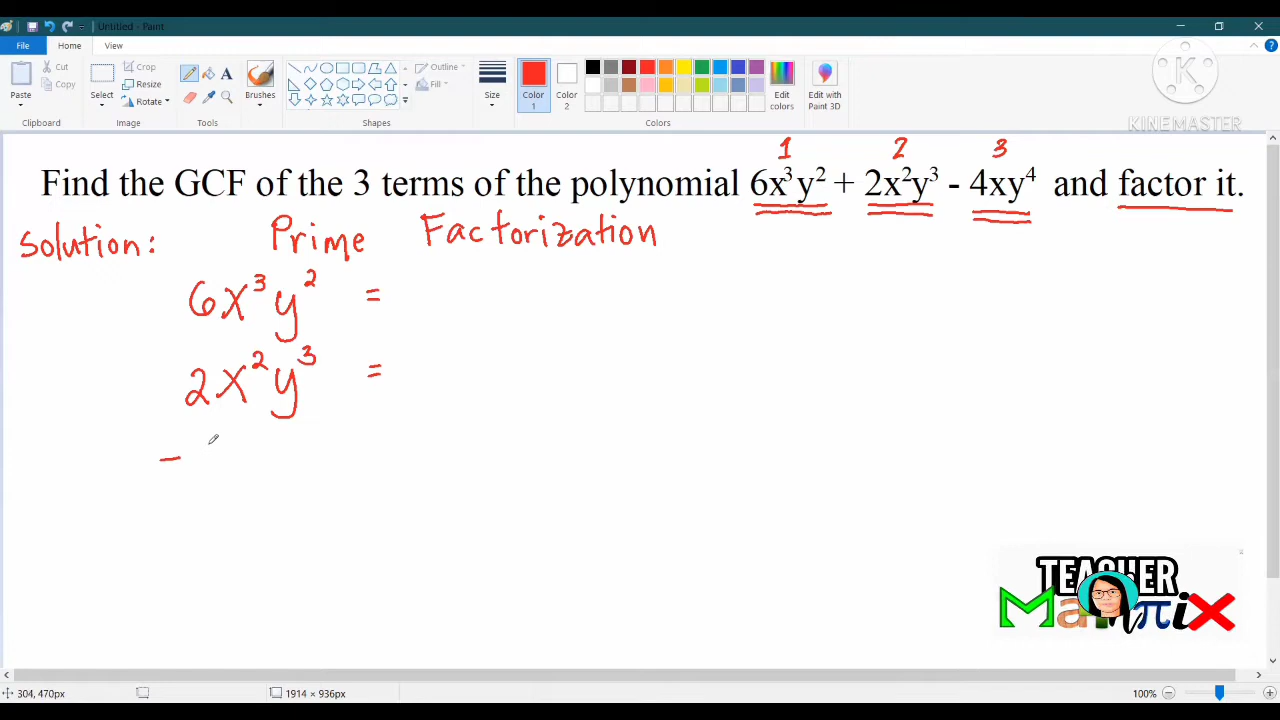 Untitled - Paint
File Home View
Paste
Cut
Copy
Clipboard
Select
Crop
Resize
Rotate
Image
A
Tools
Brushes
Outline
Fill
Shapes
Size
Color 1
Color 2
Edit colors
Colors
Edit with Paint 3D
K
KINEMASTER
1 2 3
Find the GCF of the 3 terms of the polynomial 6x³y² + 2x²y³ - 4xy⁴ and factor it.
Solution: Prime Factorization
6x³y² =
2x²y³ =
-
TEACHER
304, 470px
1914 × 936px
100%